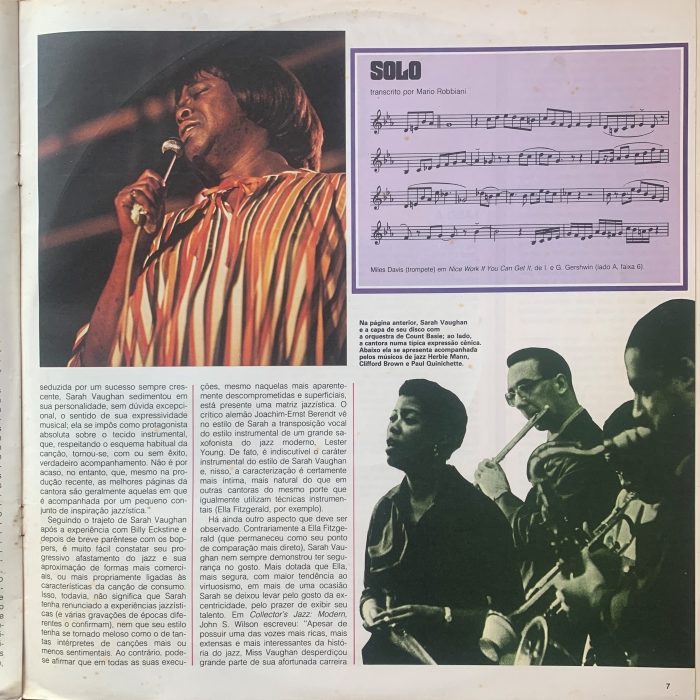 SOLO
transcrito por Mario Robbiani
Miles Davis (trompete) em Nice Work If You Can Get It, de I. e G. Gershwin (lado A, faixa 6).
Na página anterior, Sarah Vaughan
e a capa de seu disco com
a orquestra de Count Basie; ao lado,
a cantora numa típica expressão cênica.
Abaixo ela se apresenta acompanhada
pelos músicos de jazz Herbie Mann,
Clifford Brown e Paul Quinichette.
seduzida por um sucesso sempre cres-
cente, Sarah Vaughan sedimentou em
sua personalidade, sem dúvida excepcio-
nal, o sentido de sua expressividade
musical; ela se impôs como protagonista
absoluta sobre o tecido instrumental,
que, respeitando o esquema habitual da
canção, tornou-se, com ou sem êxito,
verdadeiro acompanhamento. Não é por
acaso, no entanto, que, mesmo na pro-
dução recente, as melhores páginas da
cantora são geralmente aquelas em que
é acompanhada por um pequeno con-
junto de inspiração jazzística."
Seguindo o trajeto de Sarah Vaughan
após a experiência com Billy Eckstine e
depois de breve parêntese com os bop-
pers, é muito fácil constatar seu pro-
gressivo afastamento do jazz e sua
aproximação de formas mais comerci-
ais, ou mais propriamente ligadas às
características da canção de consumo.
Isso, todavia, não significa que Sarah
tenha renunciado a experiências jazzísti-
cas (e várias gravações de épocas dife-
rentes o confirmam), nem que seu estilo
tenha se tornado meloso como o de tan-
tas intérpretes de canções mais ou
menos sentimentais. Ao contrário, pode-
se afirmar que em todas as suas execu-
ções, mesmo naquelas mais aparente-
mente descomprometidas e superficiais,
está presente uma matriz jazzística. O
crítico alemão Joachim-Ernst Berendt vê
no estilo de Sarah a transposição vocal
do estilo instrumental de um grande sa-
xofonista do jazz moderno, Lester
Young. De fato, é indiscutível o caráter
instrumental do estilo de Sarah Vaughan
e, nisso, a caracterização é certamente
mais íntima, mais natural do que em
outras cantoras do mesmo porte que
igualmente utilizam técnicas instrumen-
tais (Ella Fitzgerald, por exemplo).
Há ainda outro aspecto que deve ser
observado. Contrariamente a Ella Fitzge-
rald (que permaneceu como seu ponto
de comparação mais direto), Sarah Vau-
ghan nem sempre demonstrou ter segu-
rança no gosto. Mais dotada que Ella,
mais segura, com maior tendência ao
virtuosismo, em mais de uma ocasião
Sarah se deixou levar pelo gosto da ex-
centricidade, pelo prazer de exibir seu
talento. Em Collector's Jazz: Modern,
John S. Wilson escreveu: "Apesar de
possuir uma das vozes mais ricas, mais
extensas e mais interessantes da histó-
ria do jazz, Miss Vaughan desperdiçou
grande parte de sua afortunada carreira
7